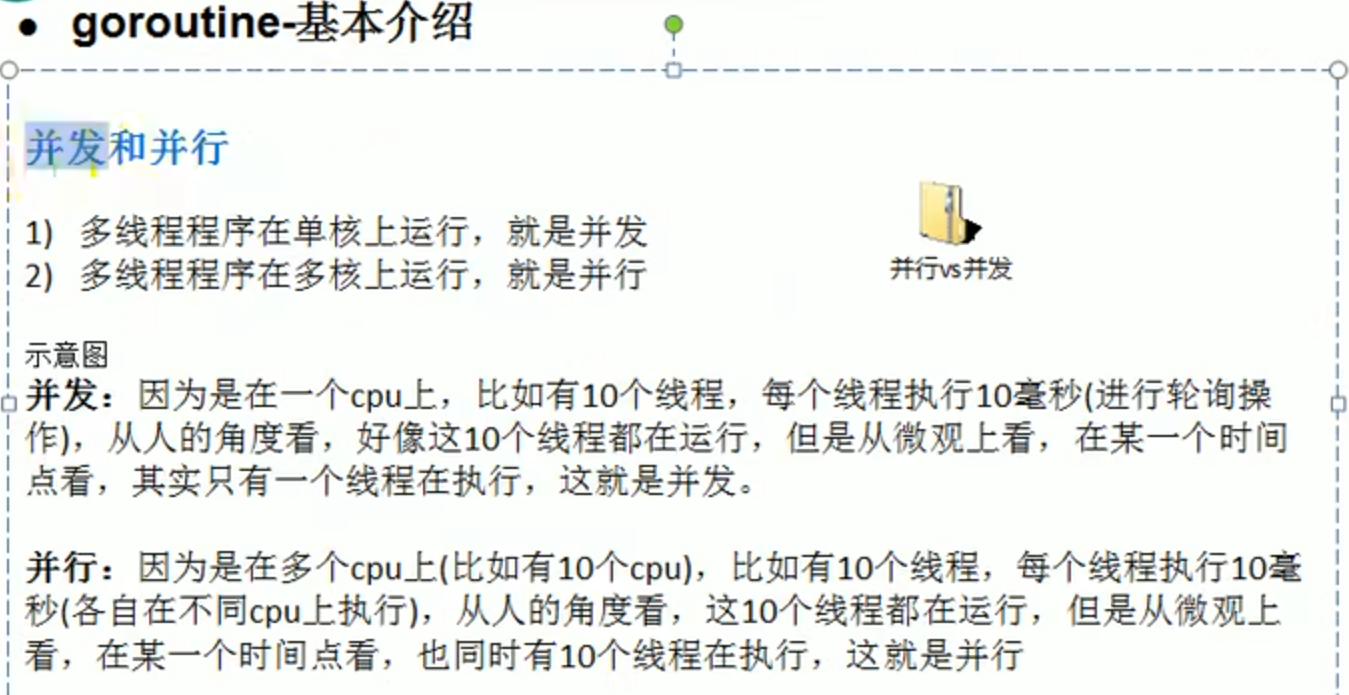 • goroutine-基本介绍
并发和并行
1) 多线程程序在单核上运行，就是并发
2) 多线程程序在多核上运行，就是并行
并行vs并发
示意图
并发：因为是在一个cpu上，比如有10个线程，每个线程执行10毫秒(进行轮询操
作)，从人的角度看，好像这10个线程都在运行，但是从微观上看，在某一个时间
点看，其实只有一个线程在执行，这就是并发。
并行：因为是在多个cpu上(比如有10个cpu)，比如有10个线程，每个线程执行10毫
秒(各自在不同cpu上执行)，从人的角度看，这10个线程都在运行，但是从微观上
看，在某一个时间点看，也同时有10个线程在执行，这就是并行